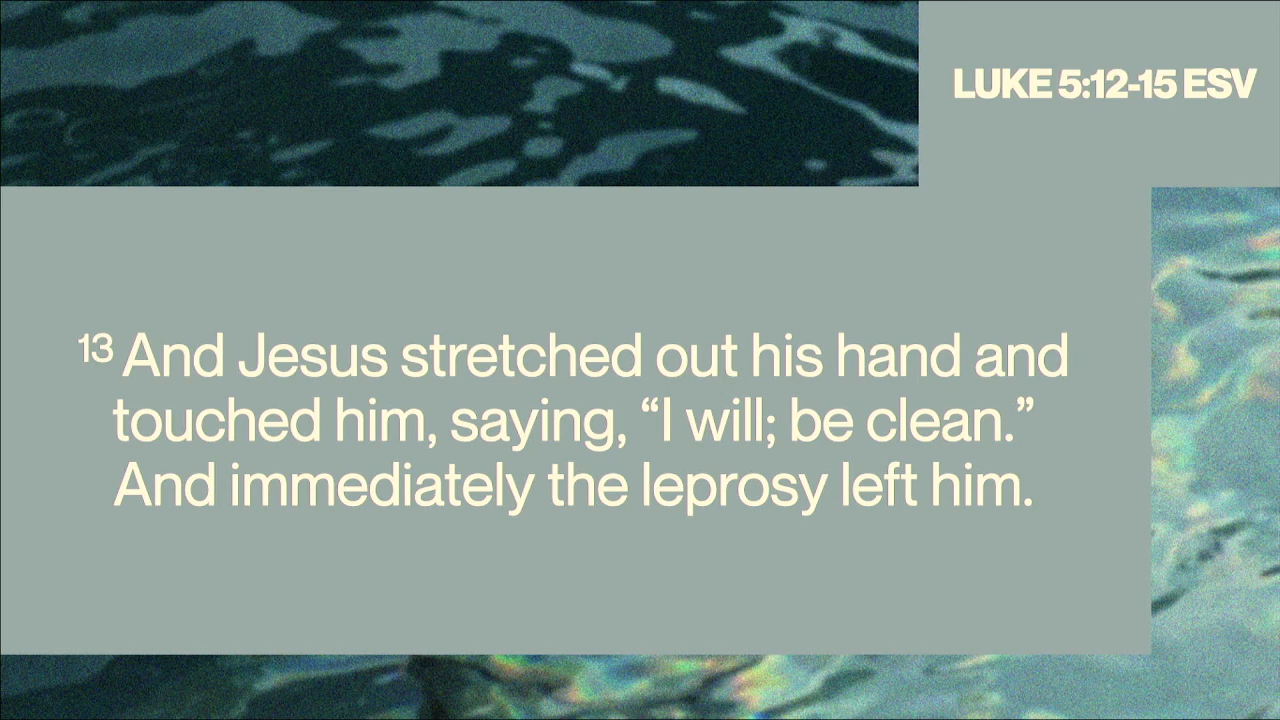 LUKE 5:12-15 ESV
13 And Jesus stretched out his hand and
touched him, saying, “I will; be clean.”
And immediately the leprosy left him.